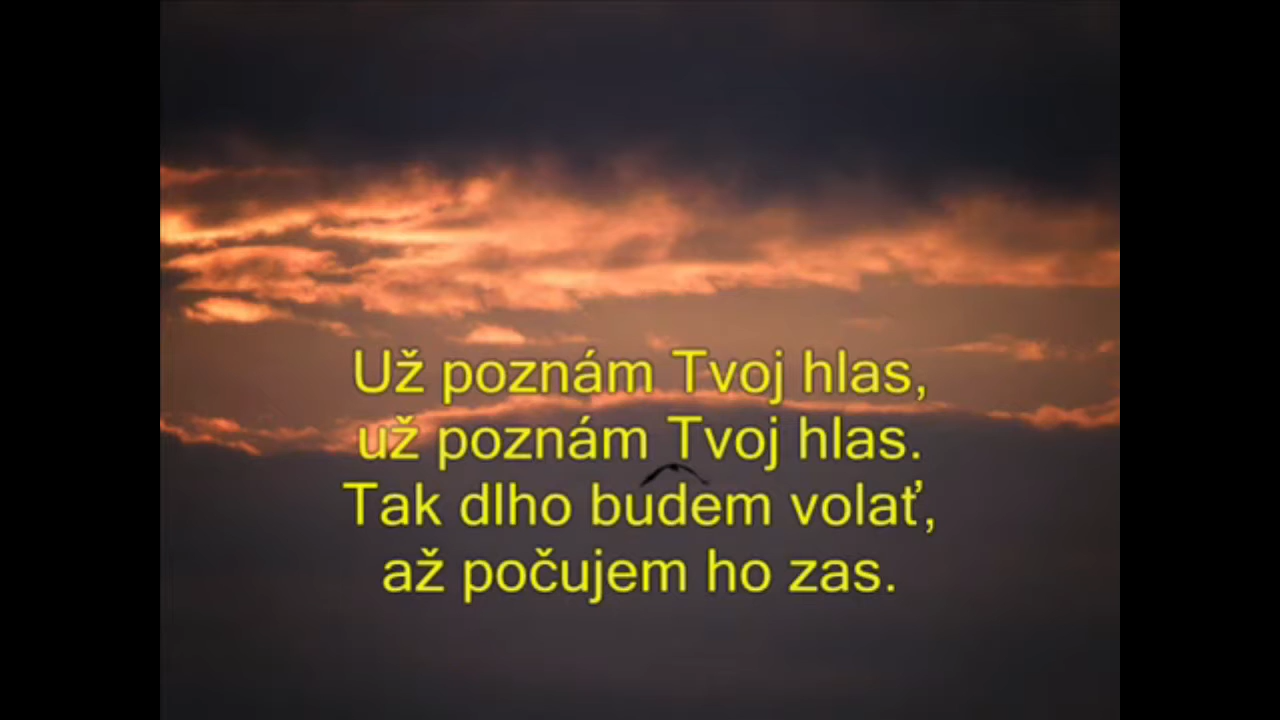 Už poznám Tvoj hlas,
už poznám Tvoj hlas.
Tak dlho budem volať,
až počujem ho zas.